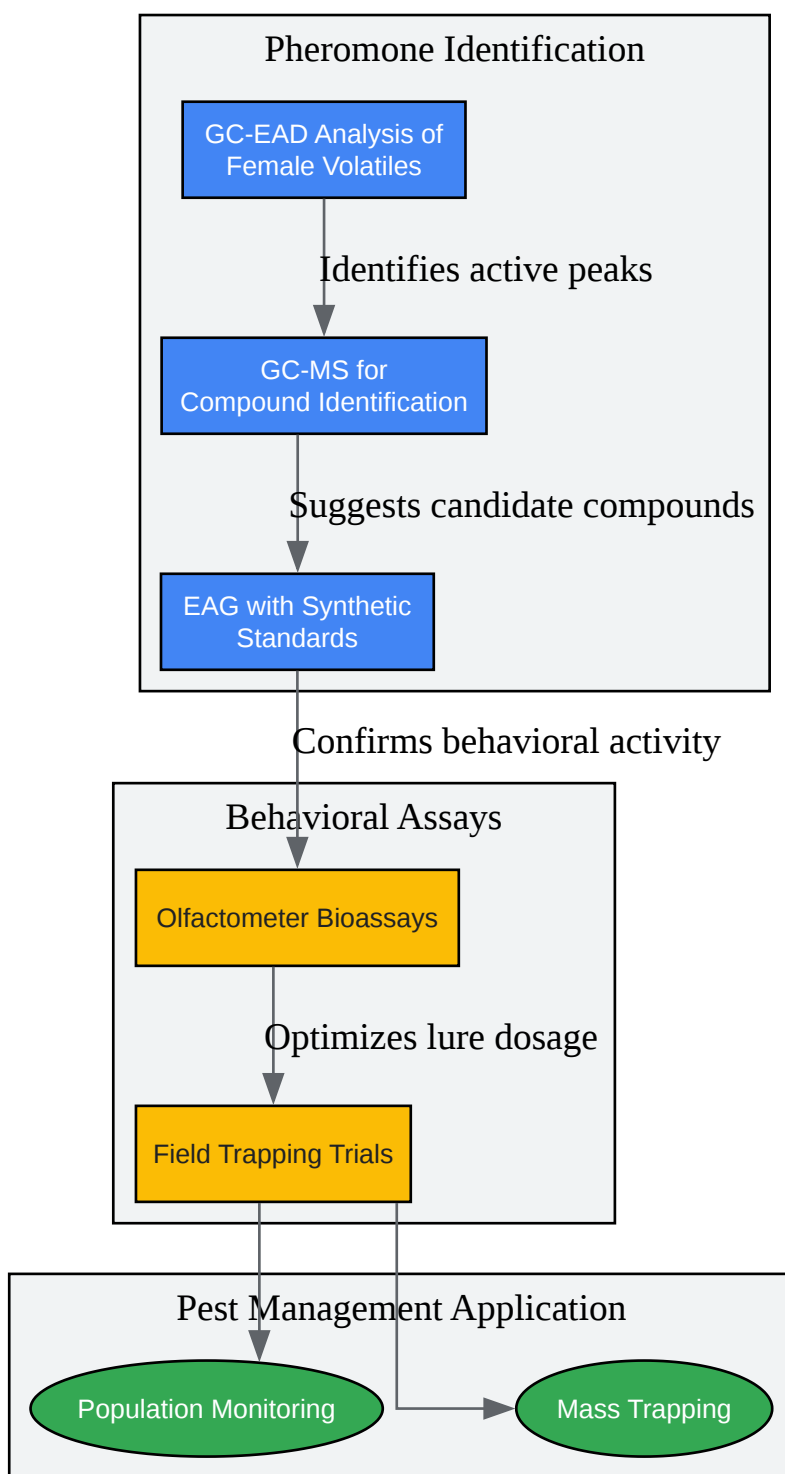 Pheromone Identification
GC-EAD Analysis of
Female Volatiles
Identifies active peaks
GC-MS for
Compound Identification
Suggests candidate compounds
EAG with Synthetic
Standards
Confirms behavioral activity
Behavioral Assays
Olfactometer Bioassays
Optimizes lure dosage
Field Trapping Trials
Pest Management Application
Population Monitoring
Mass Trapping